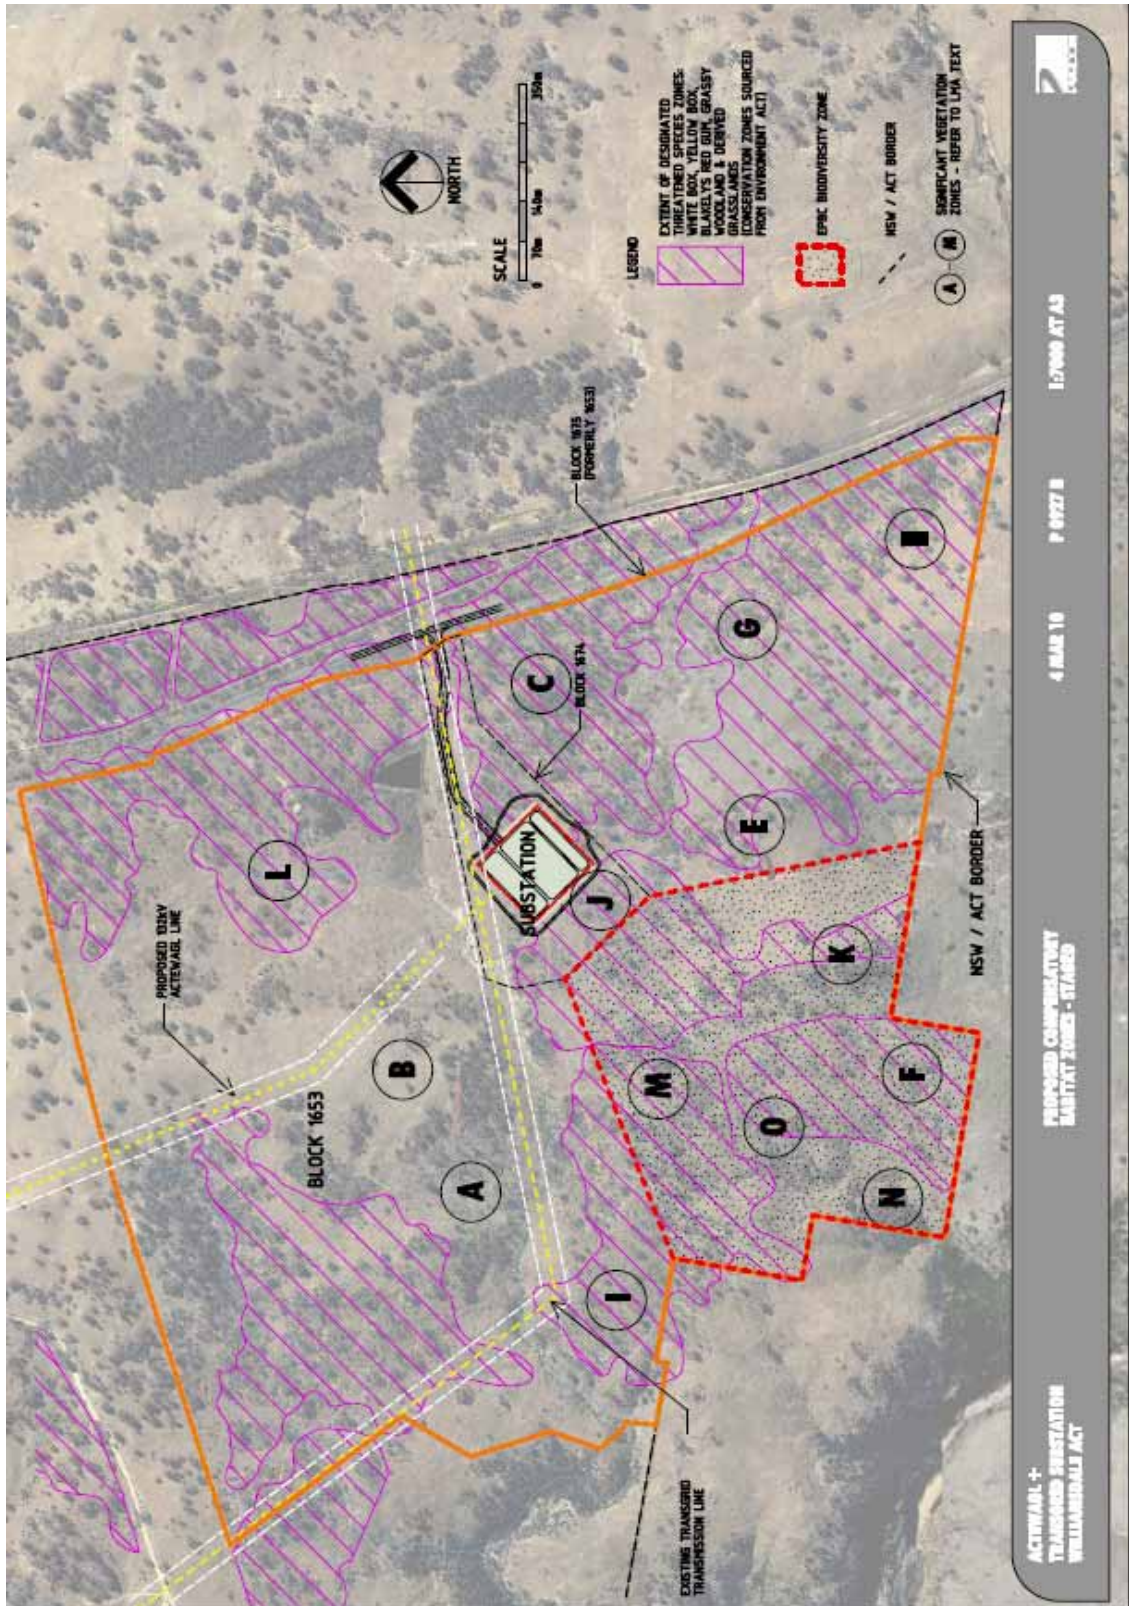 SCALE
0 70m 140m 350m
NORTH
LEGEND
EXTENT OF DESIGNATED
THREATENED SPECIES ZONES:
WHITE BOX, YELLOW BOX,
BLAKELYS RED GUM, GRASSY
WOODLAND & DERIVED
GRASSLANDS
(CONSERVATION ZONES SOURCED
FROM ENVIRONMENT ACT)
EPBC BIODIVERSITY ZONE
NSW / ACT BORDER
A - M
SIGNIFICANT VEGETATION
ZONES - REFER TO LMA TEXT
PROPOSED 132kV
ACTEWAGL LINE
BLOCK 1653
L
B
A
SUBSTATION
C
BLOCK 1674
BLOCK 1675
(FORMERLY 1653)
G
E
J
K
M
O
F
N
I
EXISTING TRANSGRID
TRANSMISSION LINE
NSW / ACT BORDER
ACTEWAGL +
TRANSGRID SUBSTATION
WILLIAMSDALE ACT
PROPOSED COMPENSATORY
HABITAT ZONES - STAGED
4 MAR 10
P 0927 B
1:7000 AT A3